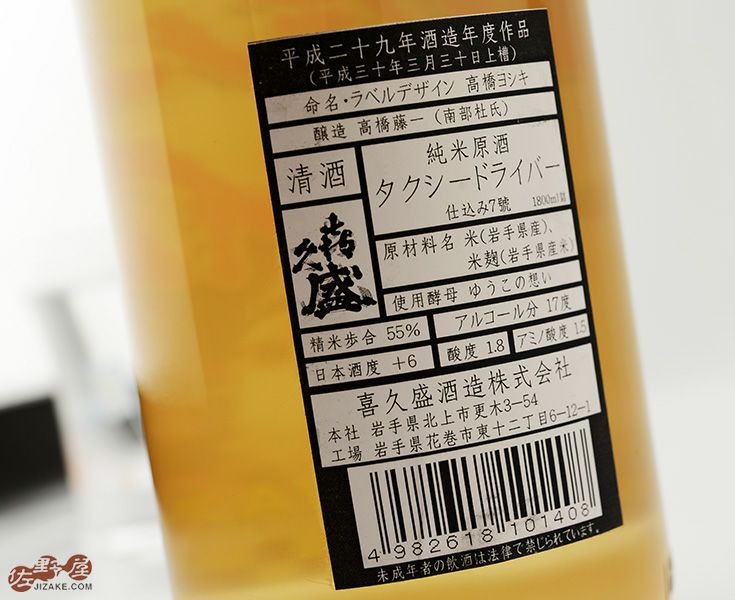 平成二十九年酒造年度作品
(平成三十年三月三十日上槽)
命名・ラベルデザイン 高橋ヨシキ
醸造 高橋藤一 (南部杜氏)
清酒
純米原酒
タクシードライバー
仕込み7號 1800ml詰
喜久盛
原材料名 米(岩手県産)、
米麹(岩手県産米)
使用酵母 ゆうこの想い
精米歩合 55%
アルコール分 17度
日本酒度 +6
酸度 1.8
アミノ酸度 1.5
喜久盛酒造株式会社
本社 岩手県北上市更木3-54
工場 岩手県花巻市東十二丁目6-12-1
4 982618 101408
未成年者の飲酒は法律で禁じられています。
佐野屋
JIZAKE.COM